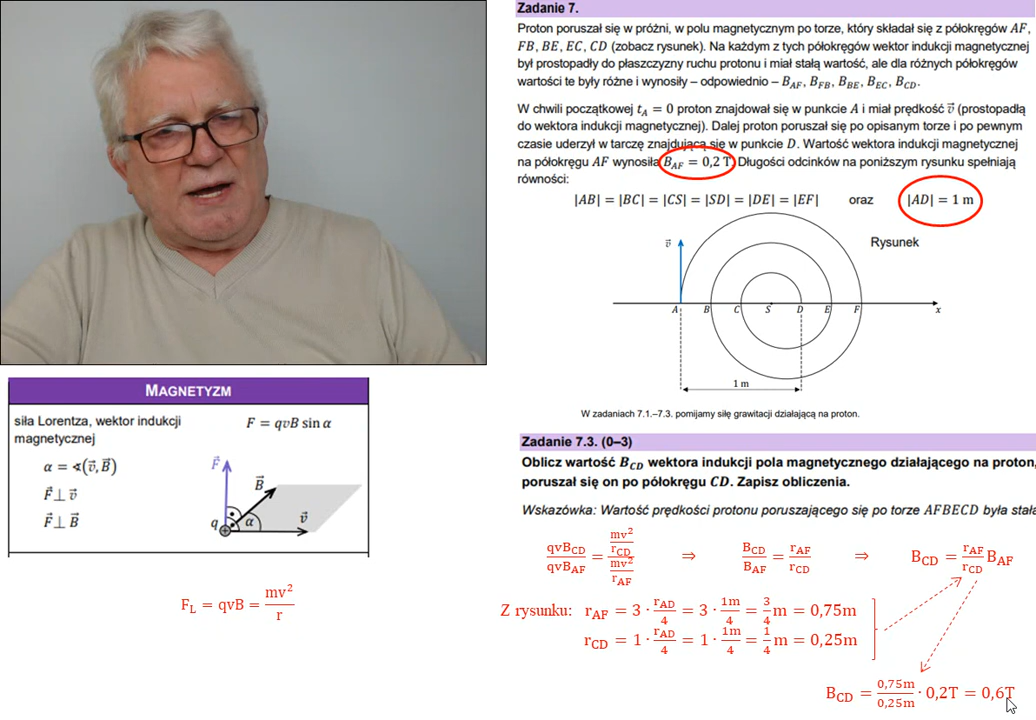 Zadanie 7.
Proton poruszał się w próżni, w polu magnetycznym po torze, który składał się z półokręgów AF,
FB, BE, EC, CD (zobacz rysunek). Na każdym z tych półokręgów wektor indukcji magnetycznej
był prostopadły do płaszczyzny ruchu protonu i miał stałą wartość, ale dla różnych półokręgów
wartości te były różne i wynosiły – odpowiednio – B_AF, B_FB, B_BE, B_EC, B_CD.
W chwili początkowej t_A = 0 proton znajdował się w punkcie A i miał prędkość v⃗ (prostopadłą
do wektora indukcji magnetycznej). Dalej proton poruszał się po opisanym torze i po pewnym
czasie uderzył w tarczę znajdującą się w punkcie D. Wartość wektora indukcji magnetycznej
na półokręgu AF wynosiła B_AF = 0,2 T. Długości odcinków na poniższym rysunku spełniają
równości:
|AB| = |BC| = |CS| = |SD| = |DE| = |EF| oraz |AD| = 1 m
Rysunek
v⃗
A B C S D E F x
1 m
W zadaniach 7.1.–7.3. pomijamy siłę grawitacji działającą na proton.
MAGNETYZM
siła Lorentza, wektor indukcji
magnetycznej
F = qvB sin α
α = ∢(v⃗, B⃗)
F⃗ ⊥ v⃗
F⃗ ⊥ B⃗
F⃗
B⃗
q α v⃗
F_L = qvB = mv²/r
Zadanie 7.3. (0–3)
Oblicz wartość B_CD wektora indukcji pola magnetycznego działającego na proton,
poruszał się on po półokręgu CD. Zapisz obliczenia.
Wskazówka: Wartość prędkości protonu poruszającego się po torze AFBECD była stała
qvB_CD/qvB_AF = (mv²/r_CD)/(mv²/r_AF) ⇒ B_CD/B_AF = r_AF/r_CD ⇒ B_CD = r_AF/r_CD B_AF
Z rysunku: r_AF = 3 · r_AD/4 = 3 · 1m/4 = 3/4 m = 0,75m
r_CD = 1 · r_AD/4 = 1 · 1m/4 = 1/4 m = 0,25m
B_CD = 0,75m/0,25m · 0,2T = 0,6T